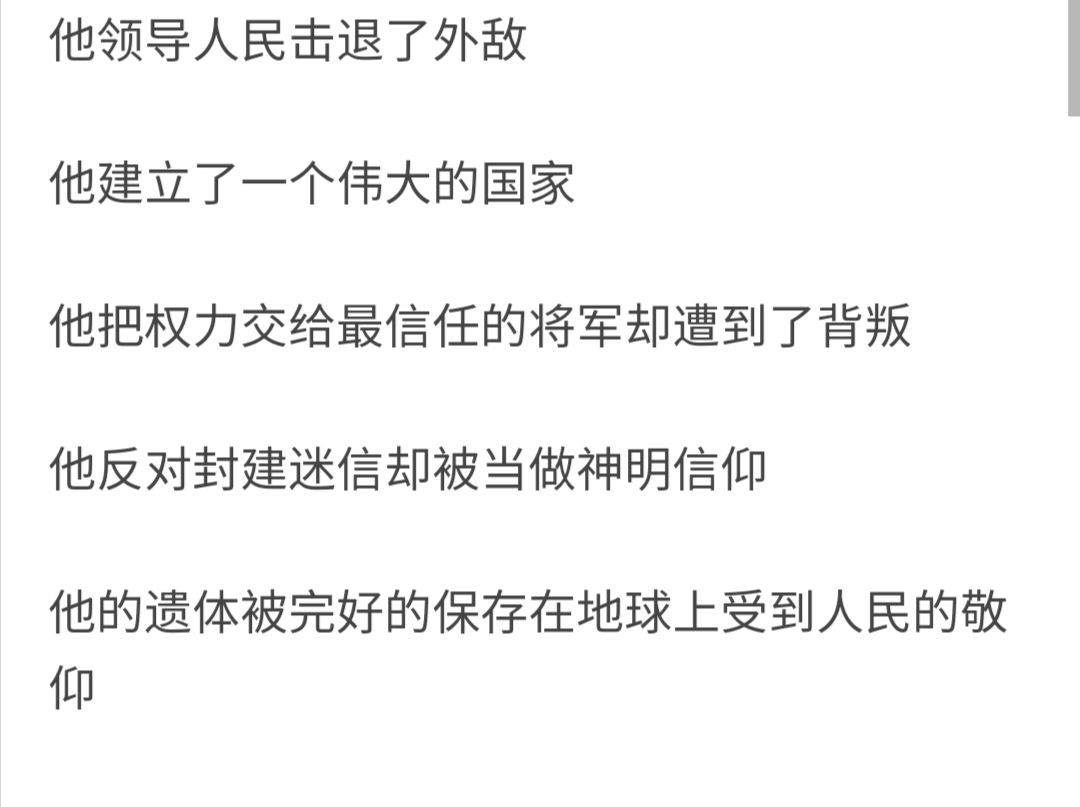 他领导人民击退了外敌
他建立了一个伟大的国家
他把权力交给最信任的将军却遭到了背叛
他反对封建迷信却被当做神明信仰
他的遗体被完好的保存在地球上受到人民的敬
仰